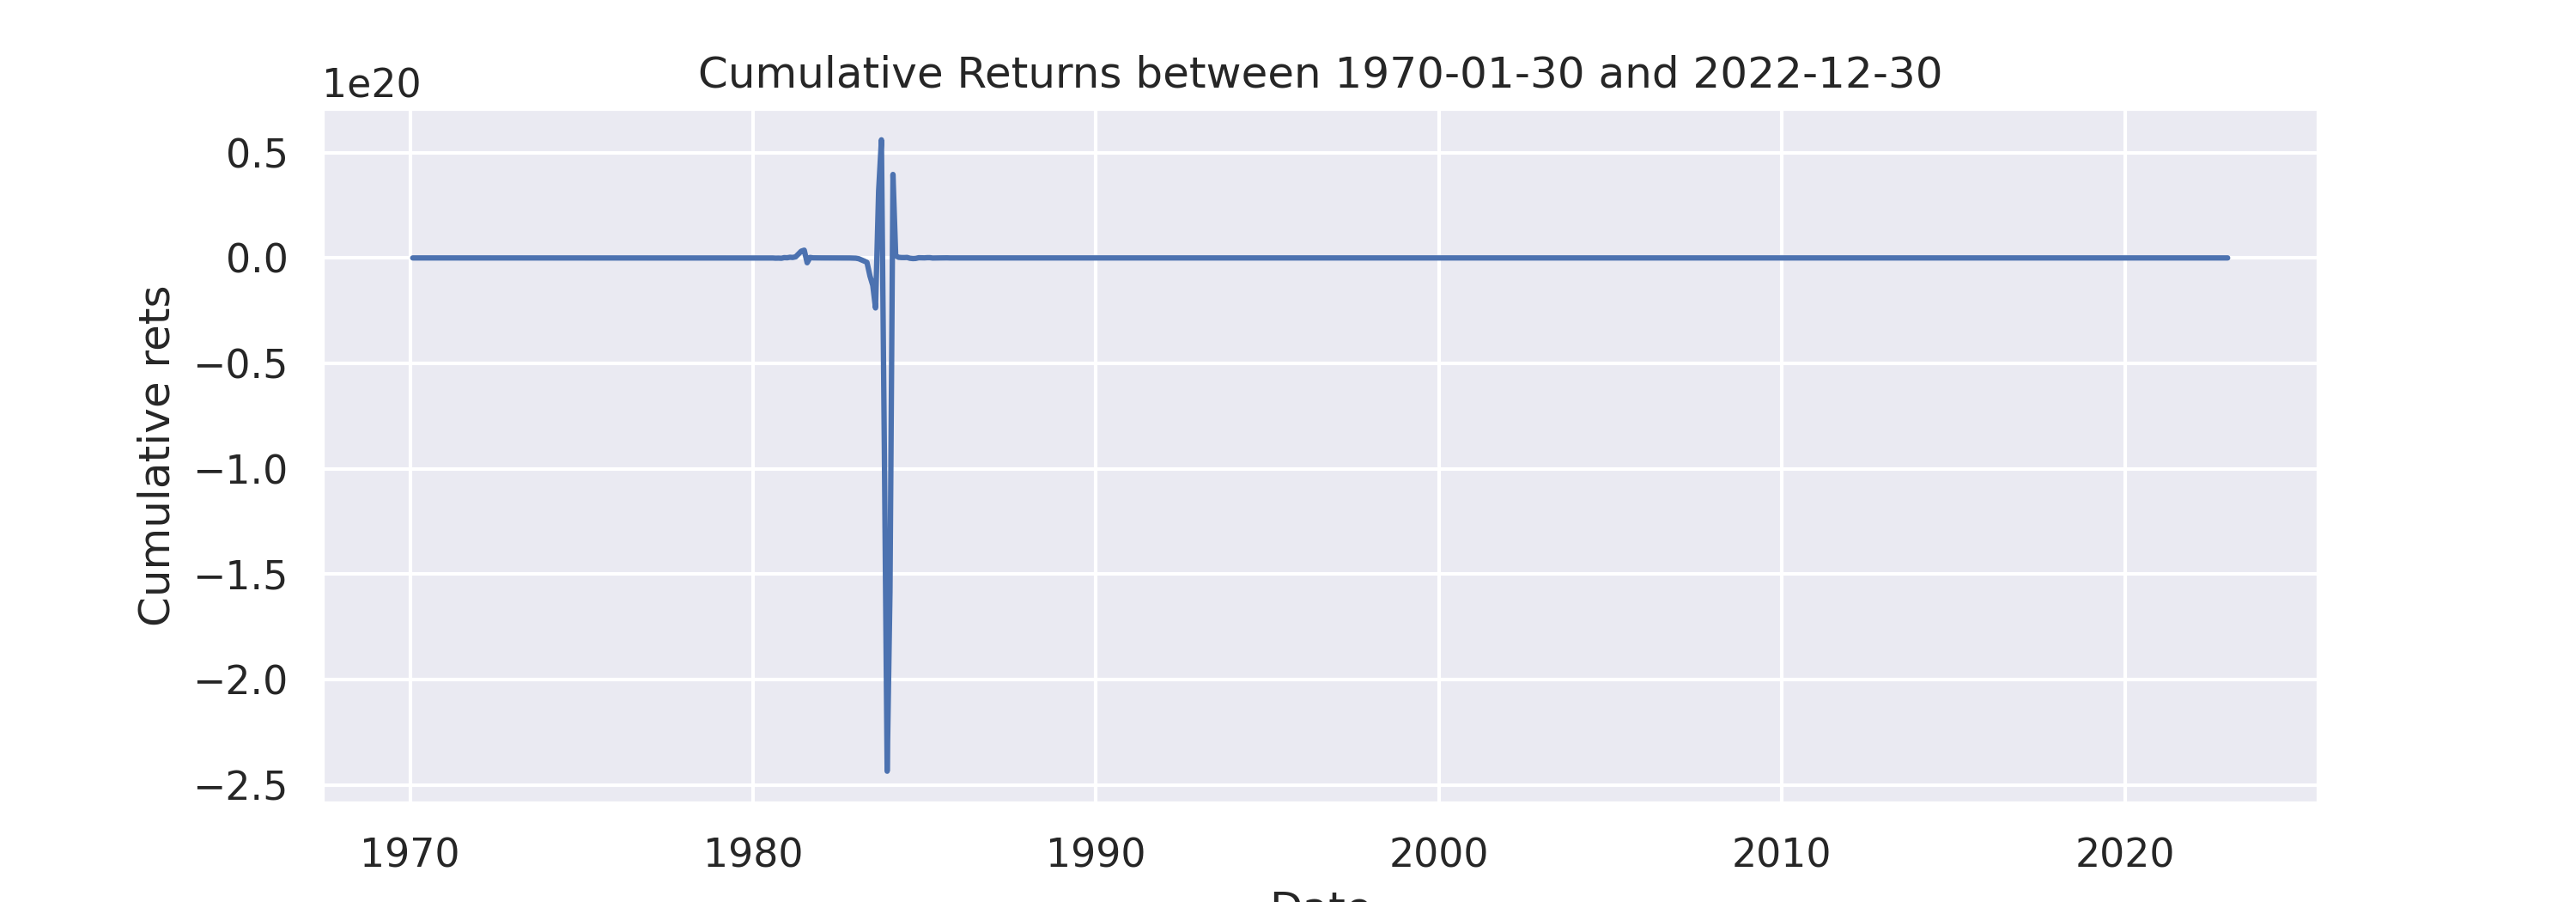 Cumulative Returns between 1970-01-30 and 2022-12-30
1e20
Cumulative rets
0.5
0.0
−0.5
−1.0
−1.5
−2.0
−2.5
1970 1980 1990 2000 2010 2020
Date